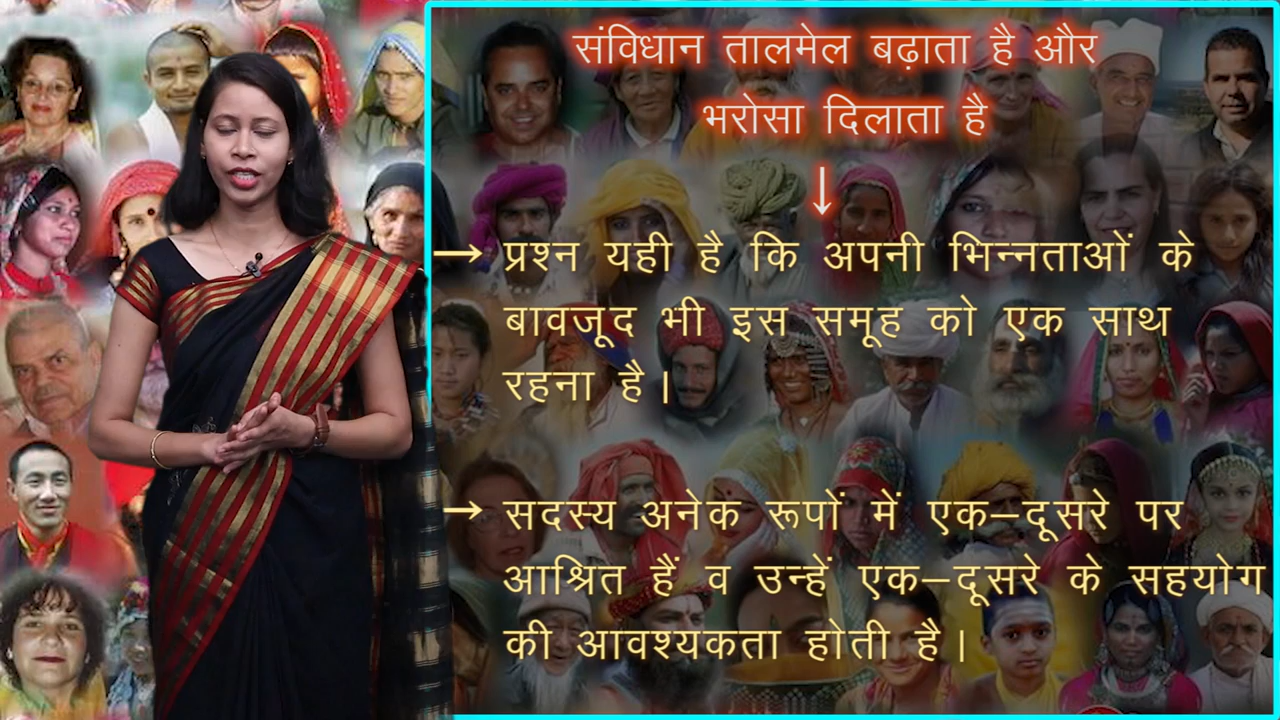 संविधान तालमेल बढ़ाता है और
भरोसा दिलाता है
↓
→ प्रश्न यही है कि अपनी भिन्नताओं के
बावजूद भी इस समूह को एक साथ
रहना है।
→ सदस्य अनेक रूपों में एक–दूसरे पर
आश्रित हैं व उन्हें एक–दूसरे के सहयोग
की आवश्यकता होती है।